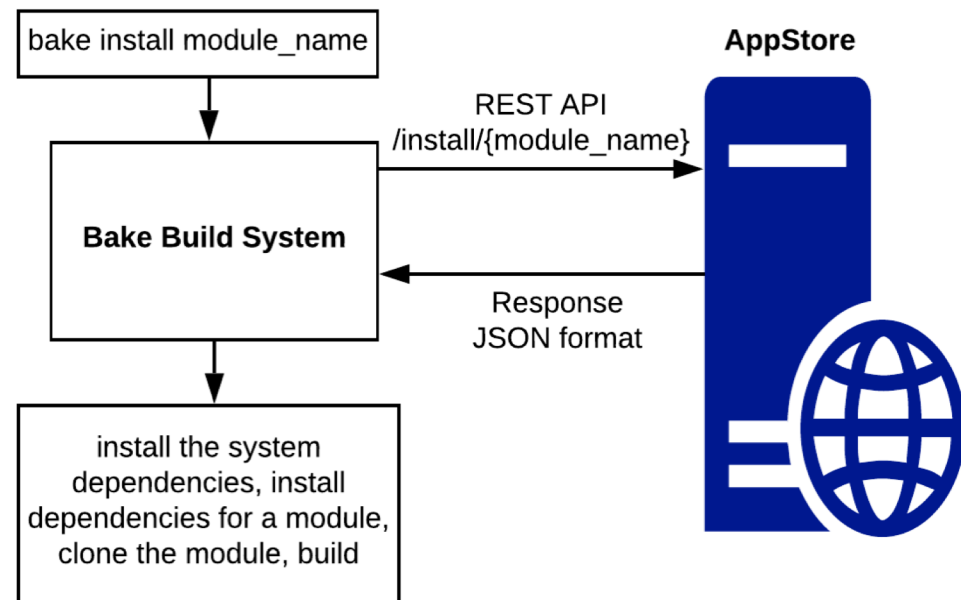 bake install module_name
AppStore
REST API
/install/{module_name}
Bake Build System
Response
JSON format
install the system
dependencies, install
dependencies for a module,
clone the module, build